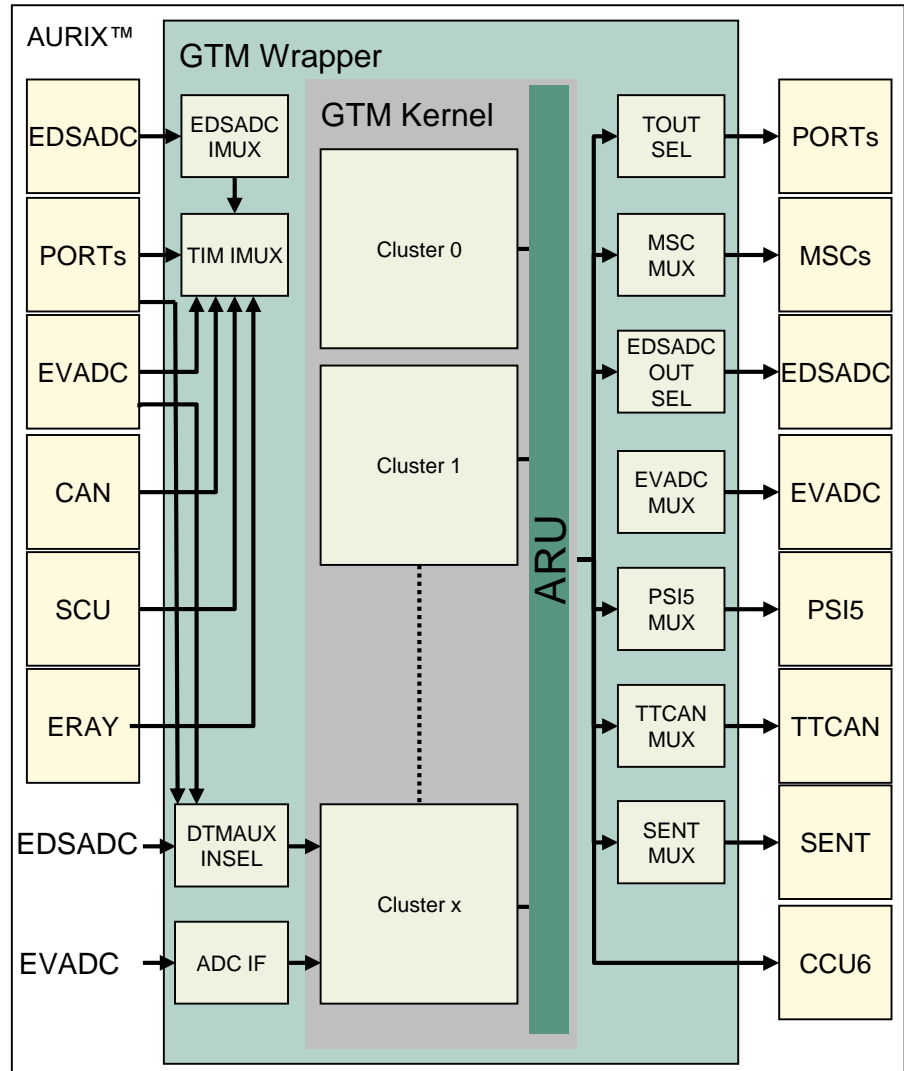 AURIX™
GTM Wrapper
GTM Kernel
EDSADC
PORTs
EVADC
CAN
SCU
ERAY
EDSADC
EVADC
EDSADC
IMUX
TIM IMUX
DTMAUX
INSEL
ADC IF
Cluster 0
Cluster 1
Cluster x
ARU
TOUT
SEL
MSC
MUX
EDSADC
OUT
SEL
EVADC
MUX
PSI5
MUX
TTCAN
MUX
SENT
MUX
PORTs
MSCs
EDSADC
EVADC
PSI5
TTCAN
SENT
CCU6